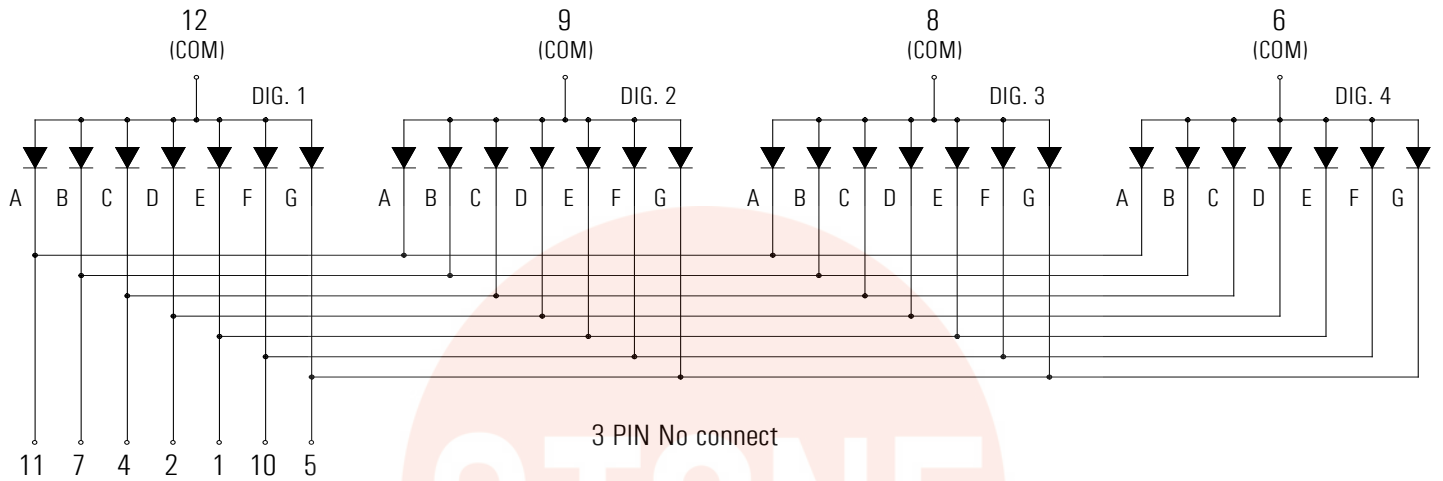 12 9 8 6
(COM) (COM) (COM) (COM)
DIG. 1 DIG. 2 DIG. 3 DIG. 4
A B C D E F G A B C D E F G A B C D E F G A B C D E F G
3 PIN No connect
11 7 4 2 1 10 5
STONE